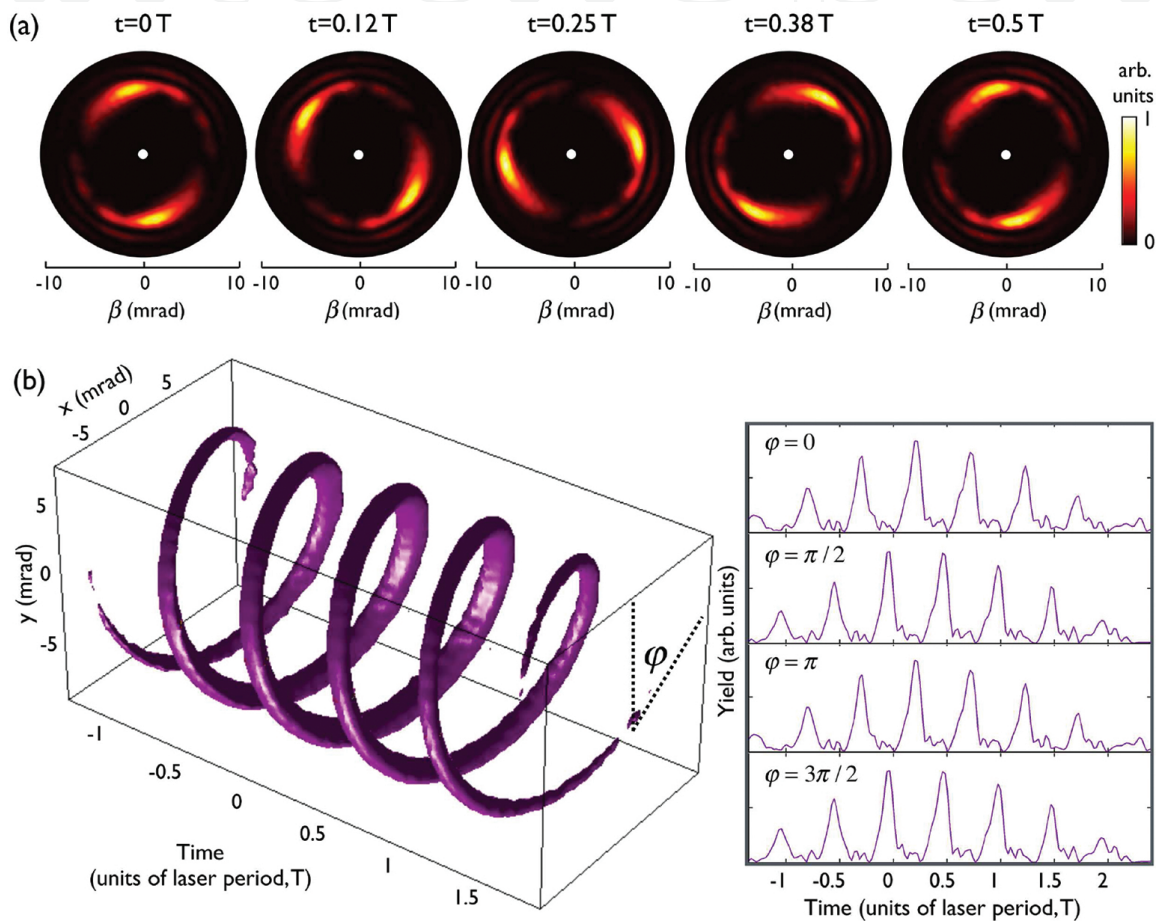 (a)
t=0 T t=0.12 T t=0.25 T t=0.38 T t=0.5 T
arb.
units
1
0
-10 0 10 -10 0 10 -10 0 10 -10 0 10 -10 0 10
β (mrad) β (mrad) β (mrad) β (mrad) β (mrad)
(b)
x (mrad)
-5 0 5
y (mrad)
5
0
-5
-1 -0.5 0 0.5 1 1.5
Time
(units of laser period, T)
φ
Yield (arb. units)
φ = 0
φ = π / 2
φ = π
φ = 3π / 2
-1 -0.5 0 0.5 1 1.5 2
Time (units of laser period, T)